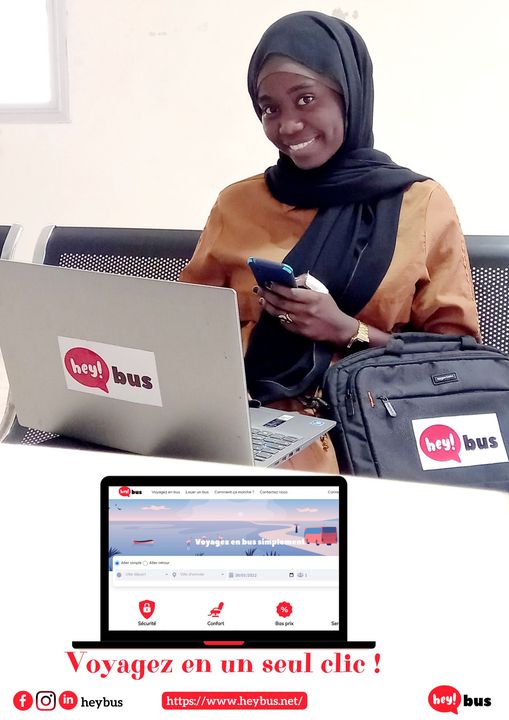 hey! bus
hey! bus
hey! bus
Voyagez en bus Louer un bus Comment ça marche ? Contactez nous
Voyagez en bus simplement
Aller simple Aller retour
Ville départ Ville d'arrivée 30/01/2022 1
Sécurité Confort Bas prix
Voyagez en un seul clic !
heybus
https://www.heybus.net/
hey! bus